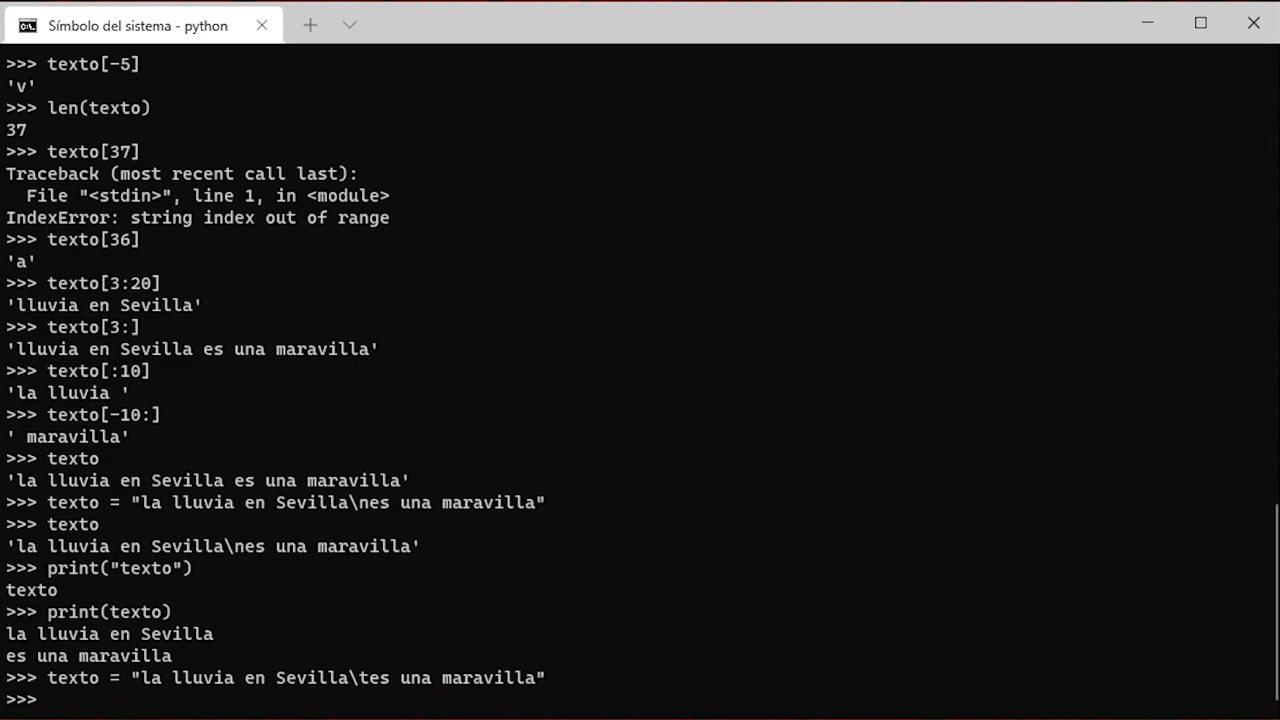 Símbolo del sistema - python
>>> texto[-5]
'v'
>>> len(texto)
37
>>> texto[37]
Traceback (most recent call last):
  File "<stdin>", line 1, in <module>
IndexError: string index out of range
>>> texto[36]
'a'
>>> texto[3:20]
'lluvia en Sevilla'
>>> texto[3:]
'lluvia en Sevilla es una maravilla'
>>> texto[:10]
'la lluvia '
>>> texto[-10:]
' maravilla'
>>> texto
'la lluvia en Sevilla es una maravilla'
>>> texto = "la lluvia en Sevilla\nes una maravilla"
>>> texto
'la lluvia en Sevilla\nes una maravilla'
>>> print("texto")
texto
>>> print(texto)
la lluvia en Sevilla
es una maravilla
>>> texto = "la lluvia en Sevilla\tes una maravilla"
>>>